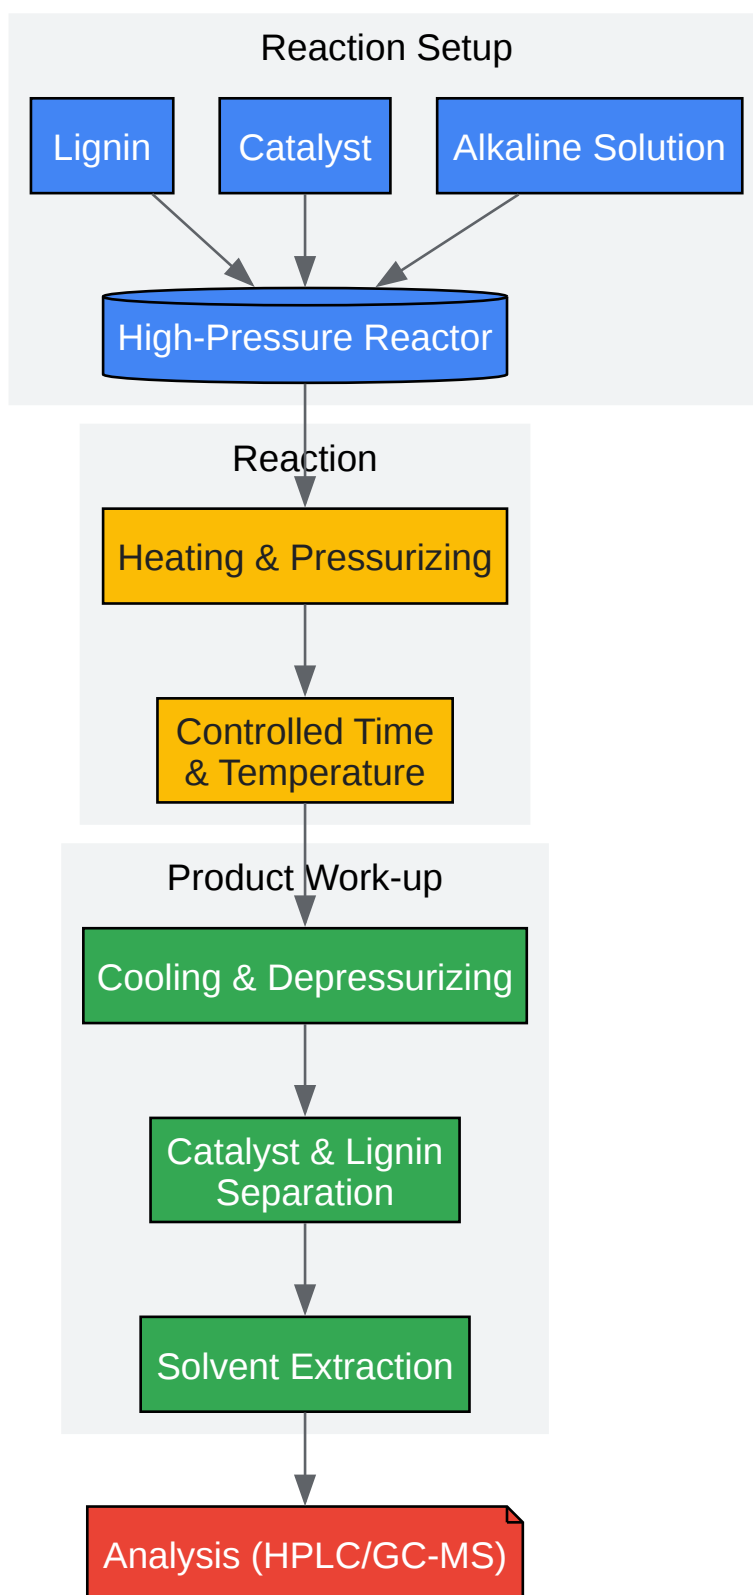 Reaction Setup
Lignin
Catalyst
Alkaline Solution
High-Pressure Reactor
Reaction
Heating & Pressurizing
Controlled Time
& Temperature
Product Work-up
Cooling & Depressurizing
Catalyst & Lignin
Separation
Solvent Extraction
Analysis (HPLC/GC-MS)